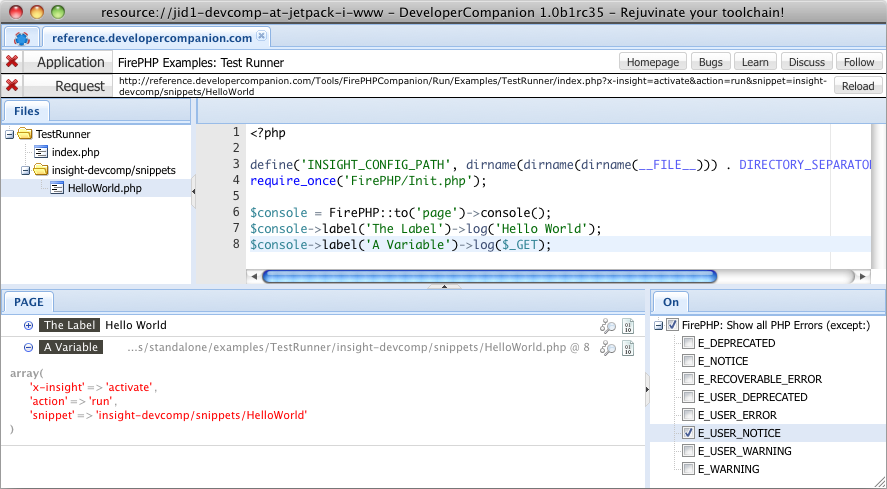 resource://jid1-devcomp-at-jetpack-i-www - DeveloperCompanion 1.0b1rc35 - Rejuvinate your toolchain!
reference.developercompanion.com
Application FirePHP Examples: Test Runner Homepage Bugs Learn Discuss Follow
Request http://reference.developercompanion.com/Tools/FirePHPCompanion/Run/Examples/TestRunner/index.php?x-insight=activate&action=run&snippet=insight-
devcomp/snippets/HelloWorld Reload
Files
TestRunner
index.php
insight-devcomp/snippets
HelloWorld.php
1 <?php
2
3 define('INSIGHT_CONFIG_PATH', dirname(dirname(dirname(__FILE__))) . DIRECTORY_SEPARATOR
4 require_once('FirePHP/Init.php');
5
6 $console = FirePHP::to('page')->console();
7 $console->label('The Label')->log('Hello World');
8 $console->label('A Variable')->log($_GET);
PAGE
The Label Hello World
A Variable ...s/standalone/examples/TestRunner/insight-devcomp/snippets/HelloWorld.php @ 8
array(
'x-insight' => 'activate',
'action' => 'run',
'snippet' => 'insight-devcomp/snippets/HelloWorld'
)
On
FirePHP: Show all PHP Errors (except:)
E_DEPRECATED
E_NOTICE
E_RECOVERABLE_ERROR
E_USER_DEPRECATED
E_USER_ERROR
E_USER_NOTICE
E_USER_WARNING
E_WARNING